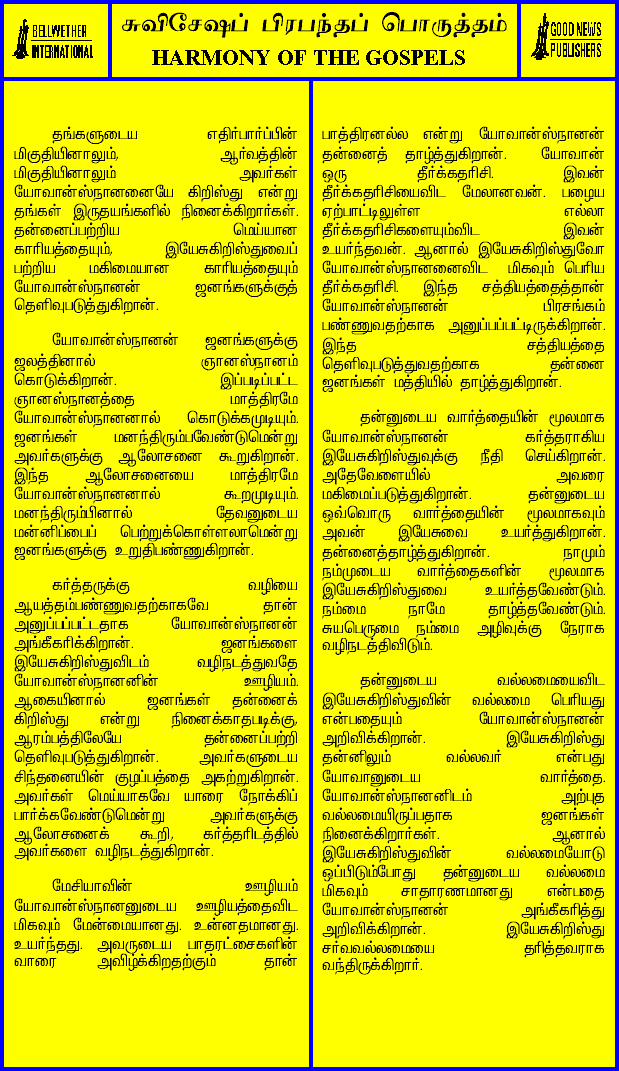 BELLWETHER
INTERNATIONAL
சுவிசேஷப் பிரபந்தப் பொருத்தம்
HARMONY OF THE GOSPELS
GOOD NEWS
PUBLISHERS
தங்களுடைய எதிர்பார்ப்பின்
மிகுதியினாலும், ஆர்வத்தின்
மிகுதியினாலும் அவர்கள்
யோவான்ஸ்நானனையே கிறிஸ்து என்று
தங்கள் இருதயங்களில் நினைக்கிறார்கள்.
தன்னைப்பற்றிய மெய்யான
காரியத்தையும், இயேசுகிறிஸ்துவைப்
பற்றிய மகிமையான காரியத்தையும்
யோவான்ஸ்நானன் ஜனங்களுக்குத்
தெளிவுபடுத்துகிறான்.
யோவான்ஸ்நானன் ஜனங்களுக்கு
ஜலத்தினால் ஞானஸ்நானம்
கொடுக்கிறான். இப்படிப்பட்ட
ஞானஸ்நானத்தை மாத்திரமே
யோவான்ஸ்நானனால் கொடுக்கமுடியும்.
ஜனங்கள் மனந்திரும்பவேண்டுமென்று
அவர்களுக்கு ஆலோசனை கூறுகிறான்.
இந்த ஆலோசனையை மாத்திரமே
யோவான்ஸ்நானனால் கூறமுடியும்.
மனந்திரும்பினால் தேவனுடைய
மன்னிப்பைப் பெற்றுக்கொள்ளலாமென்று
ஜனங்களுக்கு உறுதிபண்ணுகிறான்.
கர்த்தருக்கு வழியை
ஆயத்தம்பண்ணுவதற்காகவே தான்
அனுப்பப்பட்டதாக யோவான்ஸ்நானன்
அங்கீகரிக்கிறான். ஜனங்களை
இயேசுகிறிஸ்துவிடம் வழிநடத்துவதே
யோவான்ஸ்நானனின் ஊழியம்.
ஆகையினால் ஜனங்கள் தன்னைக்
கிறிஸ்து என்று நினைக்காதபடிக்கு,
ஆரம்பத்திலேயே தன்னைப்பற்றி
தெளிவுபடுத்துகிறான். அவர்களுடைய
சிந்தனையின் குழப்பத்தை அகற்றுகிறான்.
அவர்கள் மெய்யாகவே யாரை நோக்கிப்
பார்க்கவேண்டுமென்று அவர்களுக்கு
ஆலோசனைக் கூறி, கர்த்தரிடத்தில்
அவர்களை வழிநடத்துகிறான்.
மேசியாவின் ஊழியம்
யோவான்ஸ்நானனுடைய ஊழியத்தைவிட
மிகவும் மேன்மையானது. உன்னதமானது.
உயர்ந்தது. அவருடைய பாதரட்சைகளின்
வாரை அவிழ்க்கிறதற்கும் தான்
பாத்திரனல்ல என்று யோவான்ஸ்நானன்
தன்னைத் தாழ்த்துகிறான். யோவான்
ஒரு தீர்க்கதரிசி. இவன்
தீர்க்கதரிசியைவிட மேலானவன். பழைய
ஏற்பாட்டிலுள்ள எல்லா
தீர்க்கதரிசிகளையும்விட இவன்
உயர்ந்தவன். ஆனால் இயேசுகிறிஸ்துவோ
யோவான்ஸ்நானனைவிட மிகவும் பெரிய
தீர்க்கதரிசி. இந்த சத்தியத்தைத்தான்
யோவான்ஸ்நானன் பிரசங்கம்
பண்ணுவதற்காக அனுப்பப்பட்டிருக்கிறான்.
இந்த சத்தியத்தை
தெளிவுபடுத்துவதற்காக தன்னை
ஜனங்கள் மத்தியில் தாழ்த்துகிறான்.
தன்னுடைய வார்த்தையின் மூலமாக
யோவான்ஸ்நானன் கர்த்தராகிய
இயேசுகிறிஸ்துவுக்கு நீதி செய்கிறான்.
அதேவேளையில் அவரை
மகிமைப்படுத்துகிறான். தன்னுடைய
ஒவ்வொரு வார்த்தையின் மூலமாகவும்
அவன் இயேசுவை உயர்த்துகிறான்.
தன்னைத்தாழ்த்துகிறான். நாமும்
நம்முடைய வார்த்தைகளின் மூலமாக
இயேசுகிறிஸ்துவை உயர்த்தவேண்டும்.
நம்மை நாமே தாழ்த்தவேண்டும்.
சுயபெருமை நம்மை அழிவுக்கு நேராக
வழிநடத்திவிடும்.
தன்னுடைய வல்லமையைவிட
இயேசுகிறிஸ்துவின் வல்லமை பெரியது
என்பதையும் யோவான்ஸ்நானன்
அறிவிக்கிறான். இயேசுகிறிஸ்து
தன்னிலும் வல்லவர் என்பது
யோவானுடைய வார்த்தை.
யோவான்ஸ்நானனிடம் அற்புத
வல்லமையிருப்பதாக ஜனங்கள்
நினைக்கிறார்கள். ஆனால்
இயேசுகிறிஸ்துவின் வல்லமையோடு
ஒப்பிடும்போது தன்னுடைய வல்லமை
மிகவும் சாதாரணமானது என்பதை
யோவான்ஸ்நானன் அங்கீகரித்து
அறிவிக்கிறான். இயேசுகிறிஸ்து
சர்வவல்லமையை தரித்தவராக
வந்திருக்கிறார்.